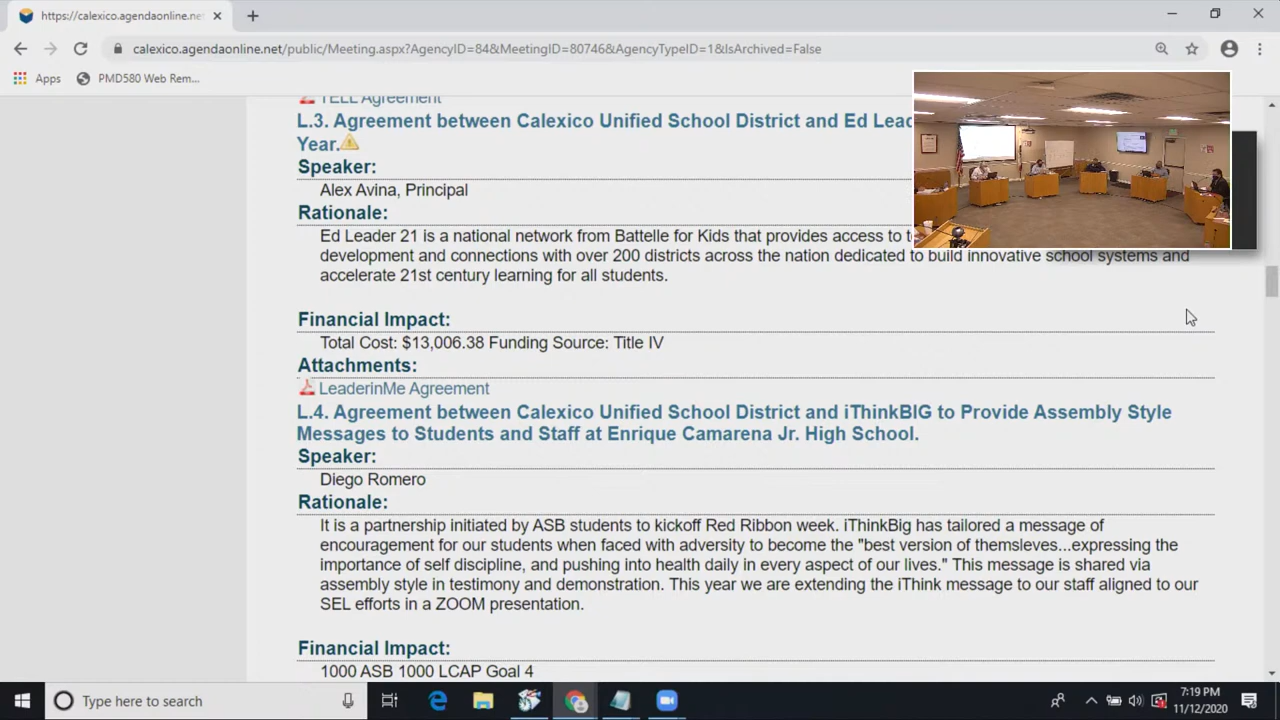 https://calexico.agendaonline.net
calexico.agendaonline.net/public/Meeting.aspx?AgencyID=84&MeetingID=80746&AgencyTypeID=1&IsArchived=False
Apps PMD580 Web Rem...
TELL Agreement
L.3. Agreement between Calexico Unified School District and Ed
Year.
Speaker:
Alex Avina, Principal
Rationale:
Ed Leader 21 is a national network from Battelle for Kids that provides access to
development and connections with over 200 districts across the nation dedicated to build innovative school systems and
accelerate 21st century learning for all students.
Financial Impact:
Total Cost: $13,006.38 Funding Source: Title IV
Attachments:
LeaderinMe Agreement
L.4. Agreement between Calexico Unified School District and iThinkBIG to Provide Assembly Style
Messages to Students and Staff at Enrique Camarena Jr. High School.
Speaker:
Diego Romero
Rationale:
It is a partnership initiated by ASB students to kickoff Red Ribbon week. iThinkBig has tailored a message of
encouragement for our students when faced with adversity to become the "best version of themsleves...expressing the
importance of self discipline, and pushing into health daily in every aspect of our lives." This message is shared via
assembly style in testimony and demonstration. This year we are extending the iThink message to our staff aligned to our
SEL efforts in a ZOOM presentation.
Financial Impact:
1000 ASB 1000 LCAP Goal 4
Type here to search
7:19 PM
11/12/2020